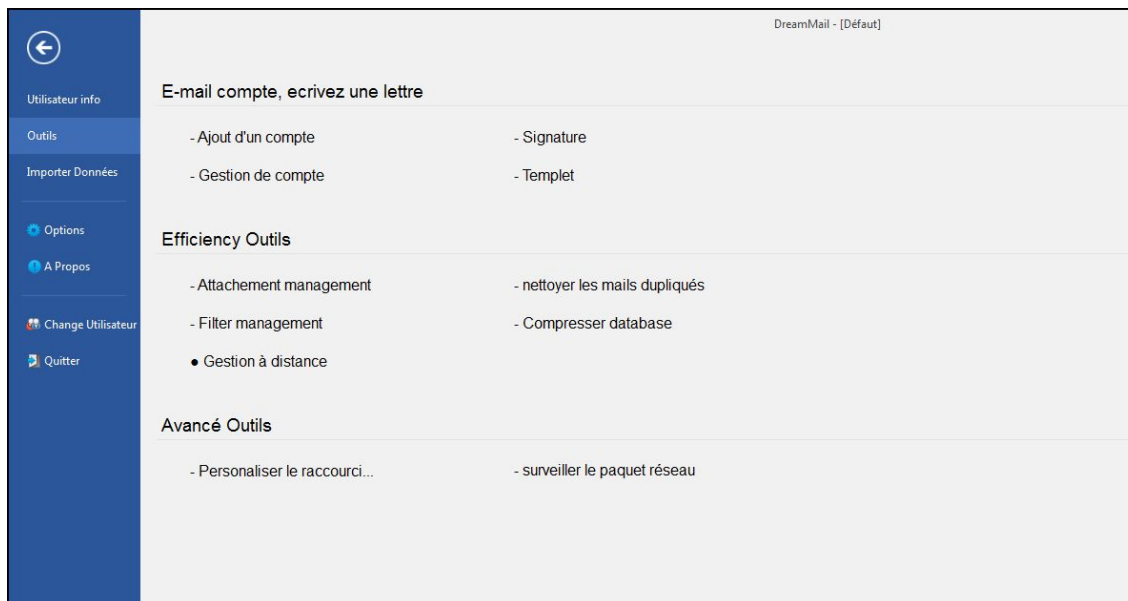 DreamMail - [Défaut]
Utilisateur info
Outils
Importer Données
Options
A Propos
Change Utilisateur
Quitter
E-mail compte, ecrivez une lettre
- Ajout d'un compte
- Signature
- Gestion de compte
- Templet
Efficiency Outils
- Attachement management
- nettoyer les mails dupliqués
- Filter management
- Compresser database
● Gestion à distance
Avancé Outils
- Personaliser le raccourci...
- surveiller le paquet réseau